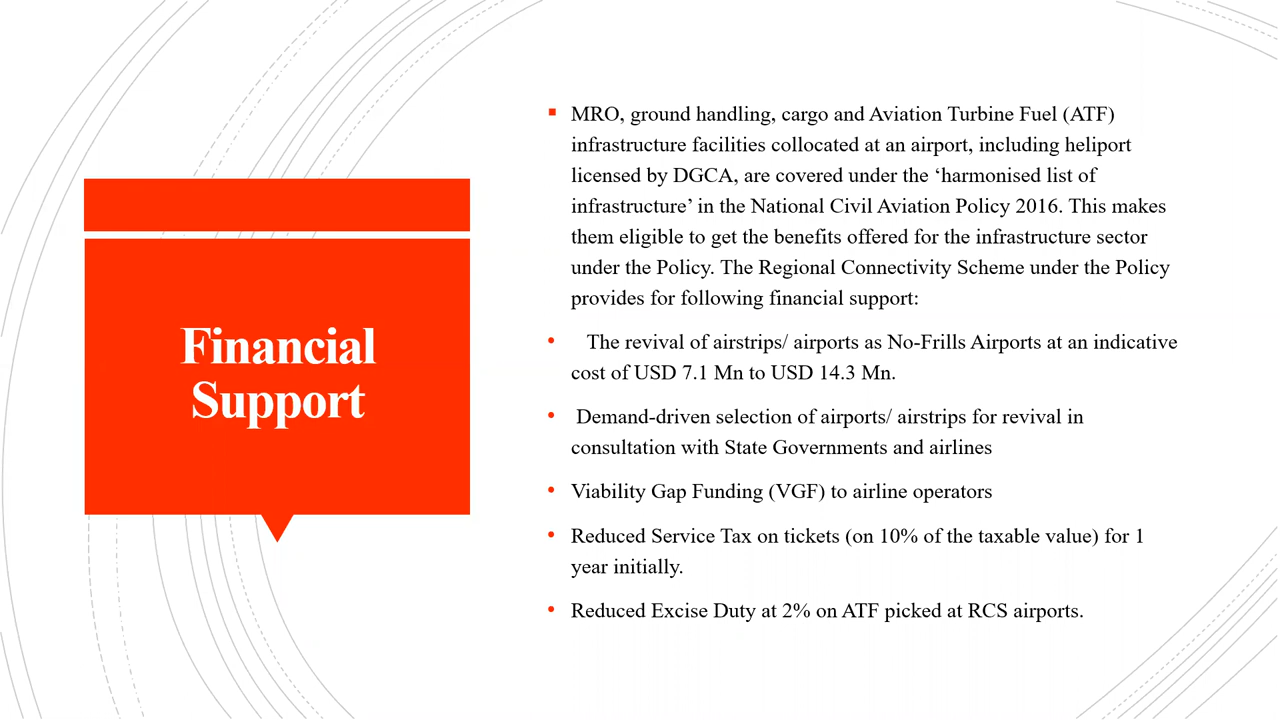 Financial
Support
MRO, ground handling, cargo and Aviation Turbine Fuel (ATF)
infrastructure facilities collocated at an airport, including heliport
licensed by DGCA, are covered under the ‘harmonised list of
infrastructure’ in the National Civil Aviation Policy 2016. This makes
them eligible to get the benefits offered for the infrastructure sector
under the Policy. The Regional Connectivity Scheme under the Policy
provides for following financial support:
The revival of airstrips/ airports as No-Frills Airports at an indicative
cost of USD 7.1 Mn to USD 14.3 Mn.
Demand-driven selection of airports/ airstrips for revival in
consultation with State Governments and airlines
Viability Gap Funding (VGF) to airline operators
Reduced Service Tax on tickets (on 10% of the taxable value) for 1
year initially.
Reduced Excise Duty at 2% on ATF picked at RCS airports.